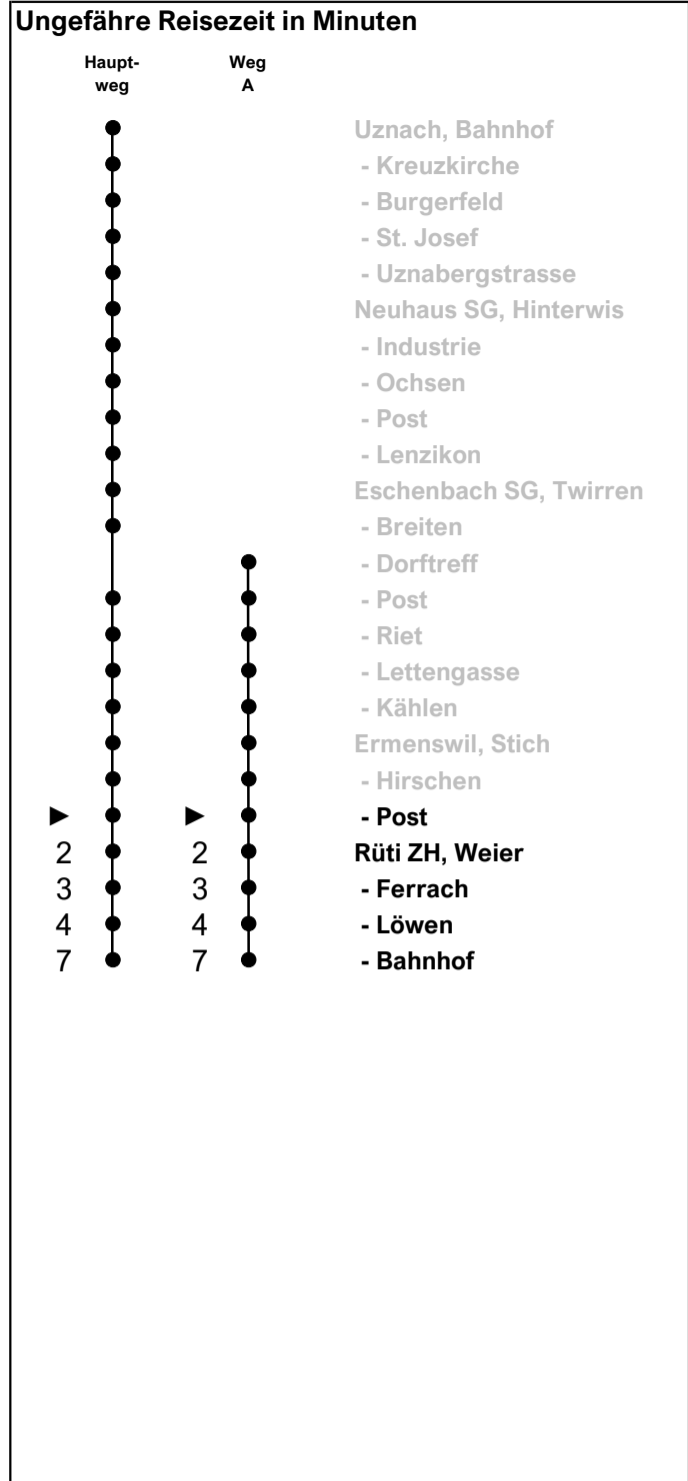 Ungefähre Reisezeit in Minuten
Haupt-
weg
Weg
A
Uznach, Bahnhof
- Kreuzkirche
- Burgerfeld
- St. Josef
- Uznabergstrasse
Neuhaus SG, Hinterwis
- Industrie
- Ochsen
- Post
- Lenzikon
Eschenbach SG, Twirren
- Breiten
- Dorftreff
- Post
- Riet
- Lettengasse
- Kählen
Ermenswil, Stich
- Hirschen
► ► - Post
2 2 Rüti ZH, Weier
3 3 - Ferrach
4 4 - Löwen
7 7 - Bahnhof